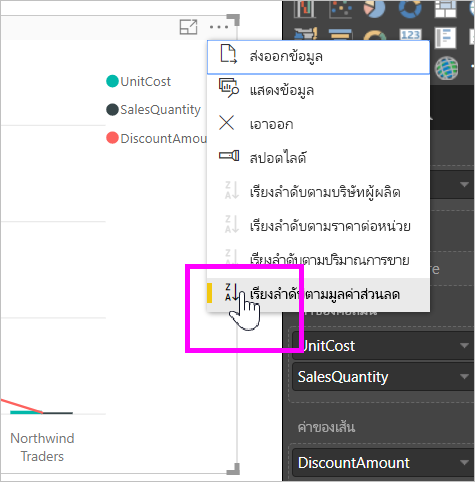 UnitCost
SalesQuantity
DiscountAmou
ส่งออกข้อมูล
แสดงข้อมูล
เอาออก
สปอตไลต์
เรียงลำดับตามบริษัทผู้ผลิต
เรียงลำดับตามราคาต่อหน่วย
เรียงลำดับตามปริมาณการขาย
เรียงลำดับตามมูลค่าส่วนลด
123
UnitCost
SalesQuantity
ค่าของเส้น
DiscountAmount
Northwind
Traders